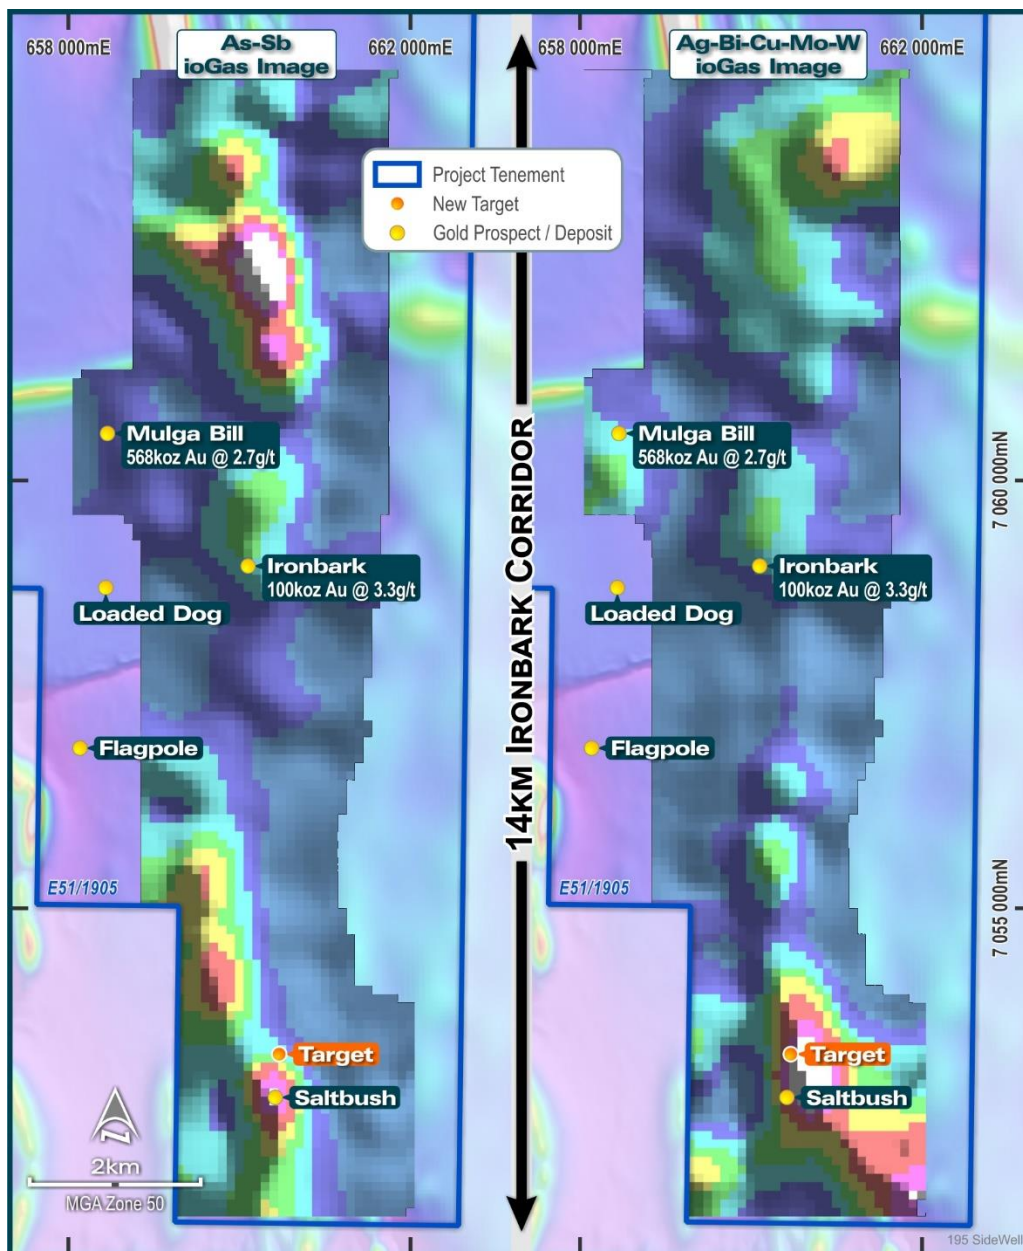 658 000mE
As-Sb
ioGas Image
662 000mE
658 000mE
Ag-Bi-Cu-Mo-W
ioGas Image
662 000mE
Project Tenement
New Target
Gold Prospect / Deposit
14KM IRONBARK CORRIDOR
Mulga Bill
568koz Au @ 2.7g/t
Ironbark
100koz Au @ 3.3g/t
Loaded Dog
Flagpole
E51/1905
Target
Saltbush
N
2km
MGA Zone 50
Mulga Bill
568koz Au @ 2.7g/t
Ironbark
100koz Au @ 3.3g/t
Loaded Dog
Flagpole
E51/1905
Target
Saltbush
7 060 000mN
7 055 000mN
195 SideWell